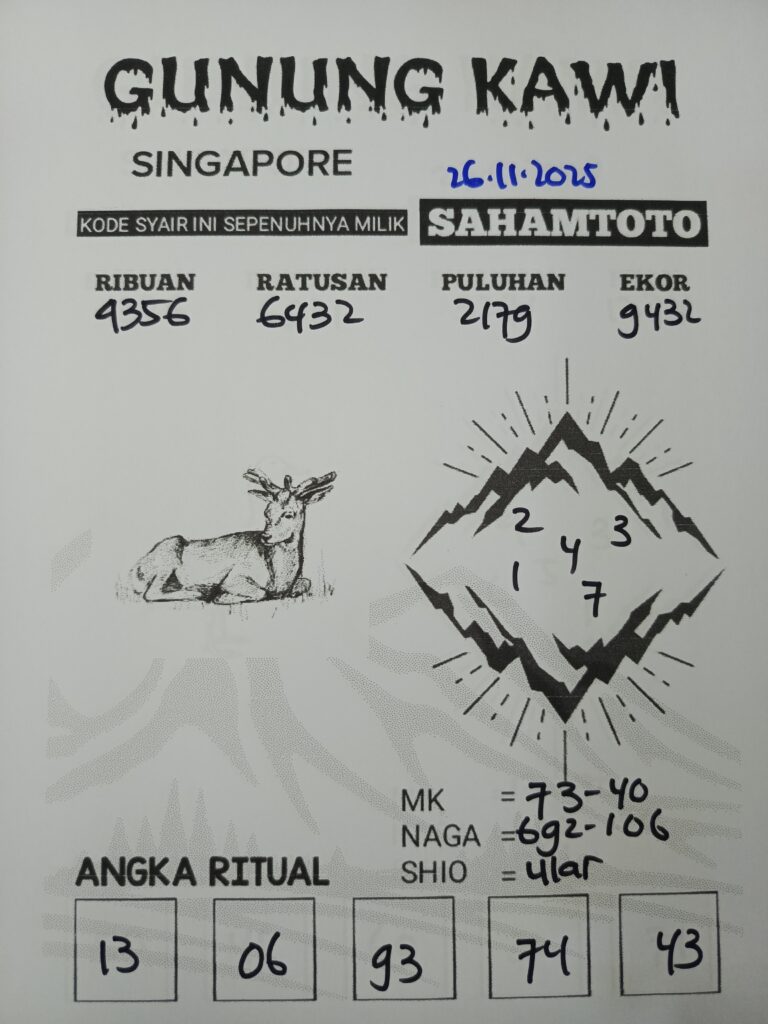 GUNUNG KAWI
SINGAPORE 26.11.2025
KODE SYAIR INI SEPENUHNYA MILIK SAHAMTOTO
RIBUAN RATUSAN PULUHAN EKOR
9356 6432 2179 9432
2 3
4
1
7
MK = 73-40
NAGA =692-106
SHIO = ular
ANGKA RITUAL
13 06 93 74 43